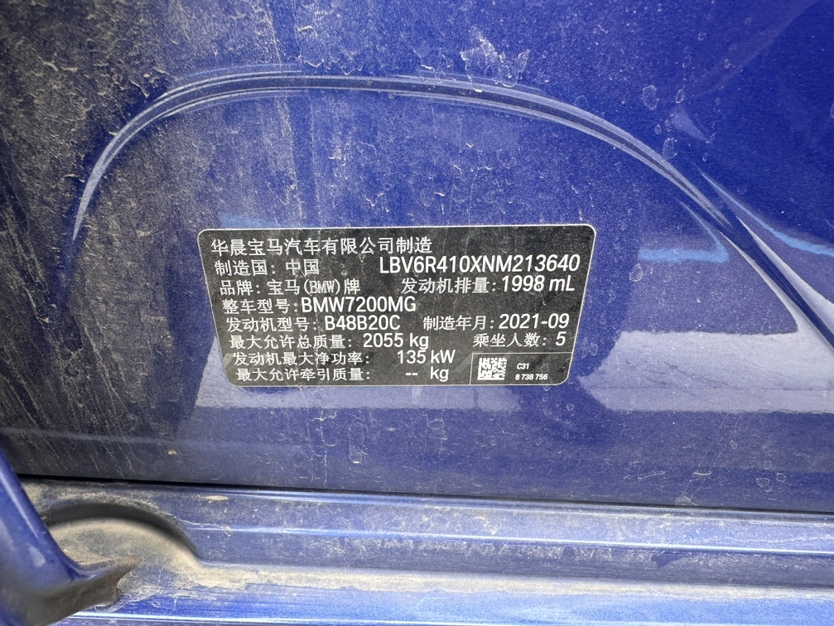 华晨宝马汽车有限公司制造
制造国：中国 LBV6R410XNM213640
品牌：宝马(BMW)牌 发动机排量：1998 mL
整车型号：BMW7200MG
发动机型号：B48B20C 制造年月：2021-09
最大允许总质量：2055 kg 乘坐人数：5
发动机最大净功率：135 kW
最大允许牵引质量：-- kg
C31
8 738 756